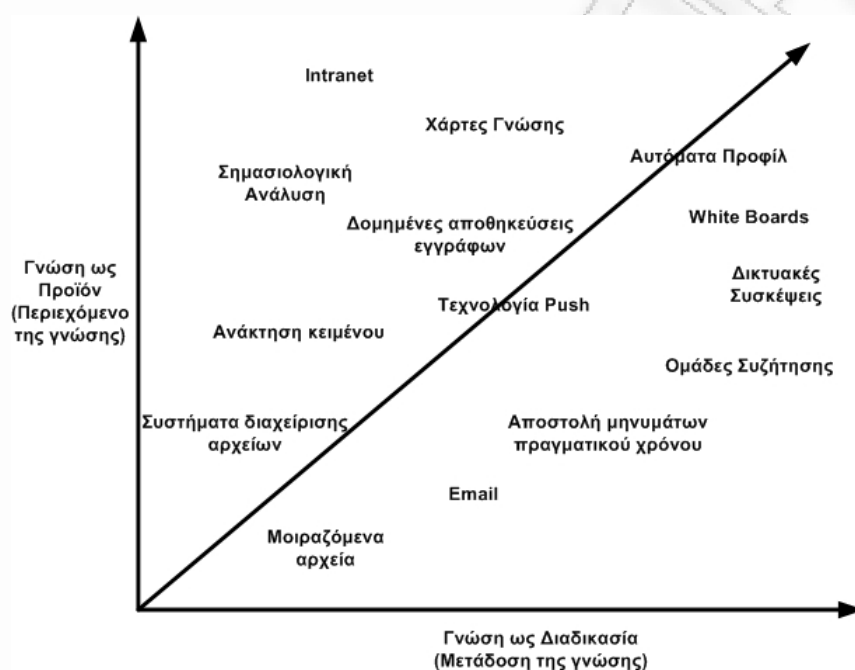 Intranet
Χάρτες Γνώσης
Αυτόματα Προφίλ
Σημασιολογική
Ανάλυση
White Boards
Δομημένες αποθηκεύσεις
εγγράφων
Δικτυακές
Συσκέψεις
Γνώση ως
Προϊόν
(Περιεχόμενο
της γνώσης)
Τεχνολογία Push
Ανάκτηση κειμένου
Ομάδες Συζήτησης
Συστήματα διαχείρισης
αρχείων
Αποστολή μηνυμάτων
πραγματικού χρόνου
Email
Μοιραζόμενα
αρχεία
Γνώση ως Διαδικασία
(Μετάδοση της γνώσης)